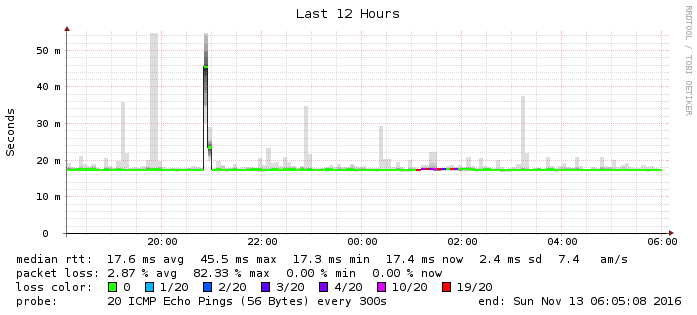 Last 12 Hours
RRDTOOL / TOBI OETIKER
Seconds
50 m
40 m
30 m
20 m
10 m
0
20:00 22:00 00:00 02:00 04:00 06:00
median rtt: 17.6 ms avg 45.5 ms max 17.3 ms min 17.4 ms now 2.4 ms sd 7.4 am/s
packet loss: 2.87 % avg 82.33 % max 0.00 % min 0.00 % now
loss color: 0 1/20 2/20 3/20 4/20 10/20 19/20
probe: 20 ICMP Echo Pings (56 Bytes) every 300s end: Sun Nov 13 06:05:08 2016